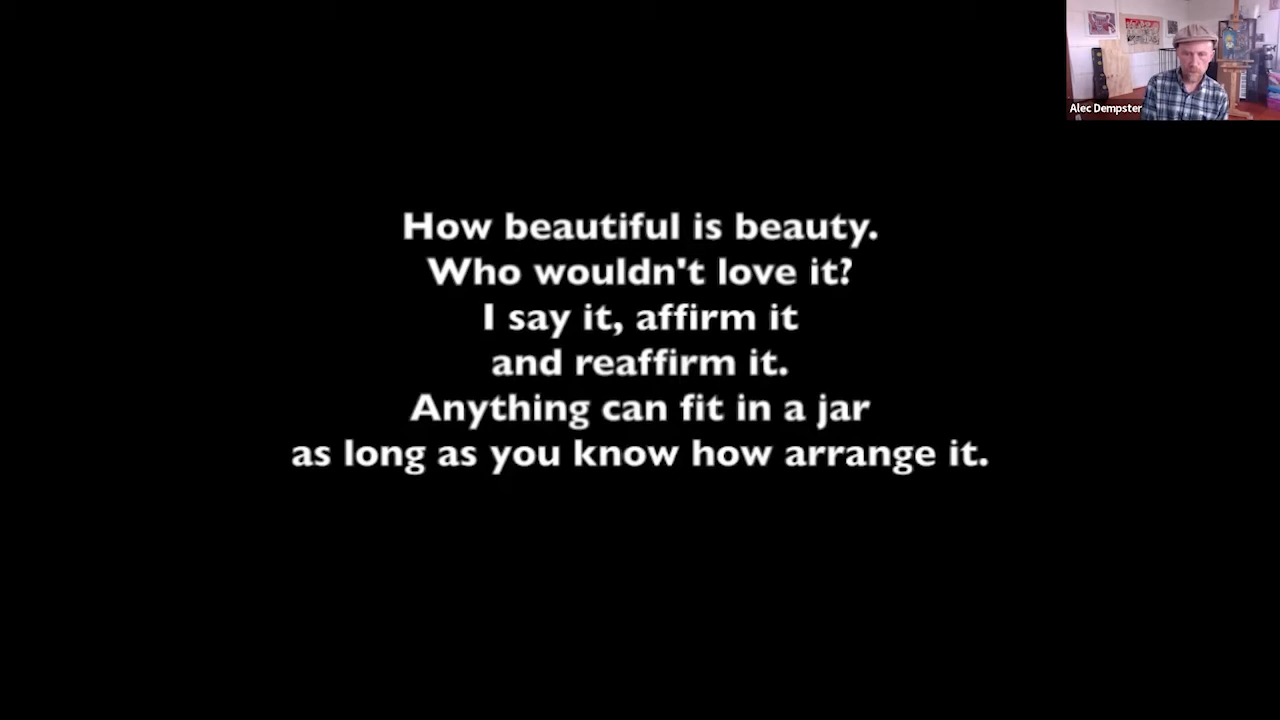 Alec Dempster
How beautiful is beauty.
Who wouldn't love it?
I say it, affirm it
and reaffirm it.
Anything can fit in a jar
as long as you know how arrange it.